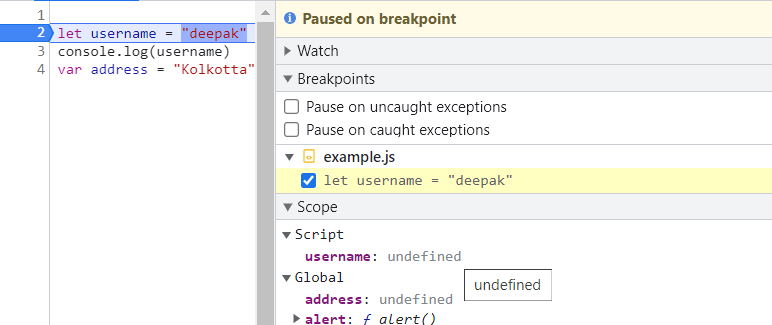 1
2 let username = "deepak"
3 console.log(username)
4 var address = "Kolkotta"
Paused on breakpoint
Watch
Breakpoints
Pause on uncaught exceptions
Pause on caught exceptions
example.js
let username = "deepak"
Scope
Script
username: undefined
Global
address: undefined
undefined
alert: ƒ alert()